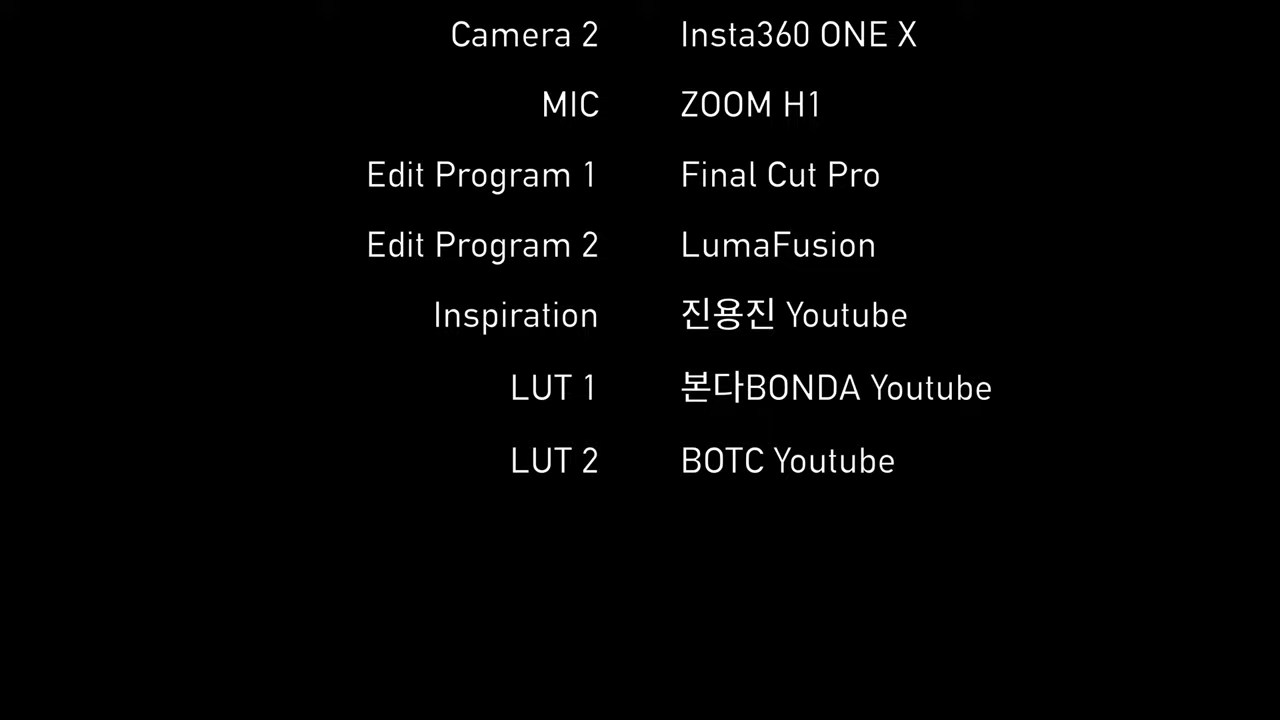 Camera 2 Insta360 ONE X
MIC ZOOM H1
Edit Program 1 Final Cut Pro
Edit Program 2 LumaFusion
Inspiration 진용진 Youtube
LUT 1 본다BONDA Youtube
LUT 2 BOTC Youtube